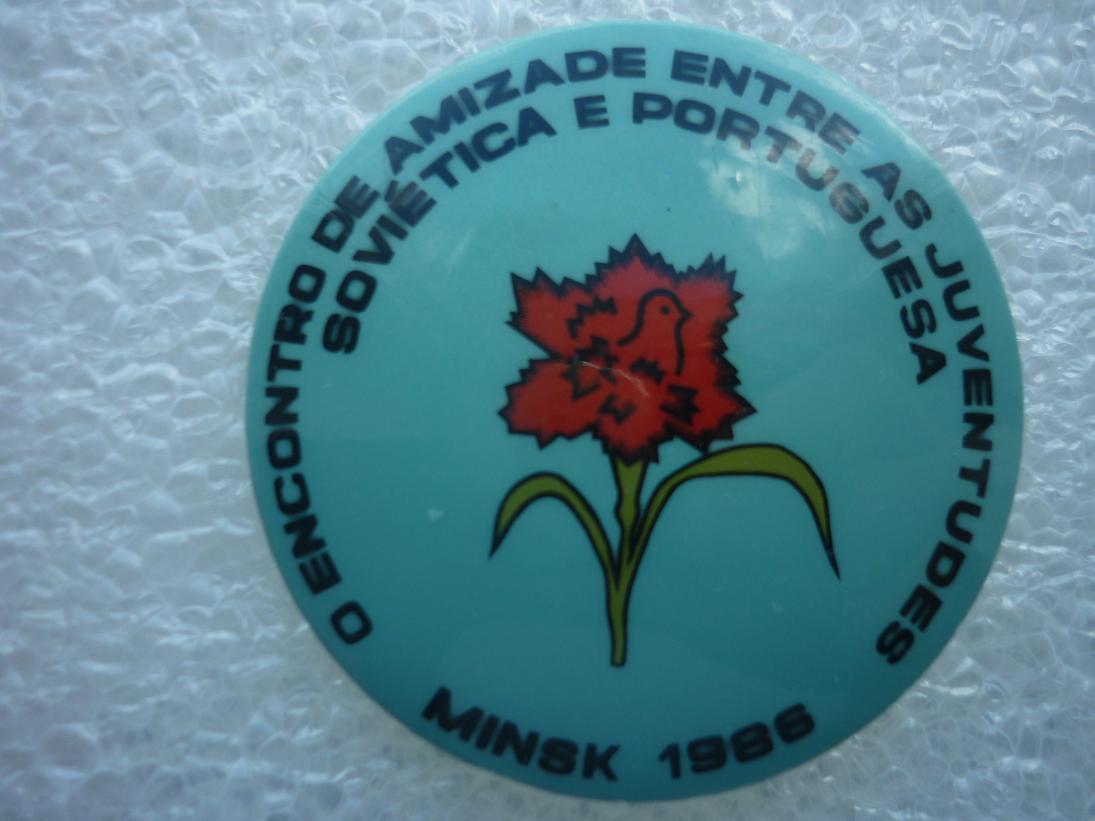 O ENCONTRO DE AMIZADE ENTRE AS JUVENTUDES
SOVIÉTICA E PORTUGUESA
MINSK 1986